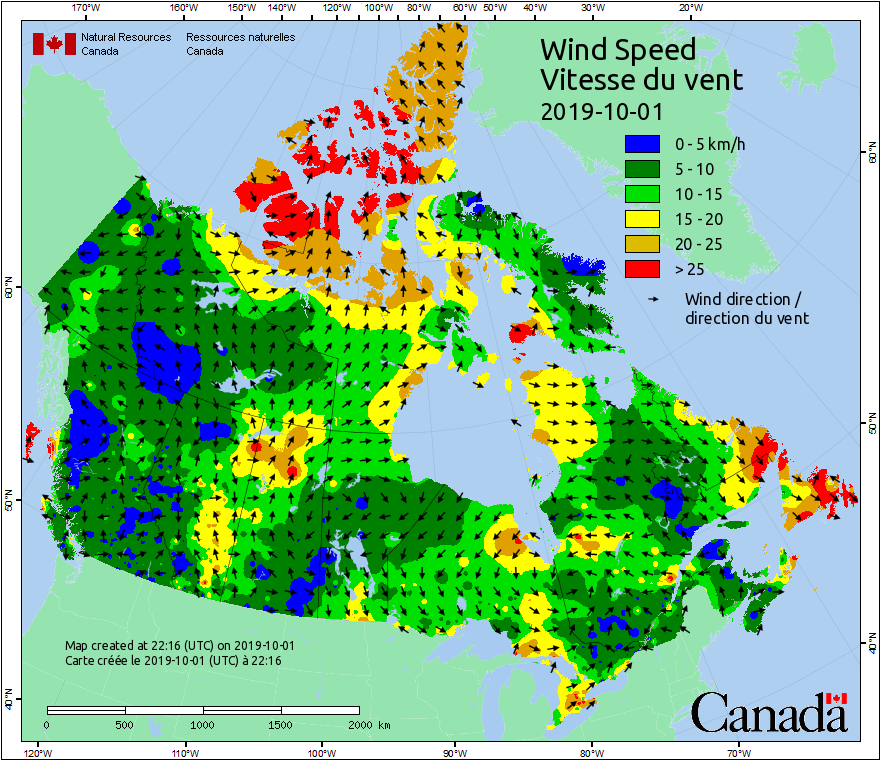 170°W 160°W 150°W 140°W 120°W 100°W 80°W 60°W 50°W 40°W 30°W 20°W
Natural Resources Ressources naturelles
Canada Canada
Wind Speed
Vitesse du vent
2019-10-01
0 - 5 km/h
5 - 10
10 - 15
15 - 20
20 - 25
> 25
Wind direction /
direction du vent
60°N
60°N
50°N
50°N
40°N
40°N
Map created at 22:16 (UTC) on 2019-10-01
Carte créée le 2019-10-01 (UTC) à 22:16
0 500 1000 1500 2000 km
Canada
120°W 110°W 100°W 90°W 80°W 70°W